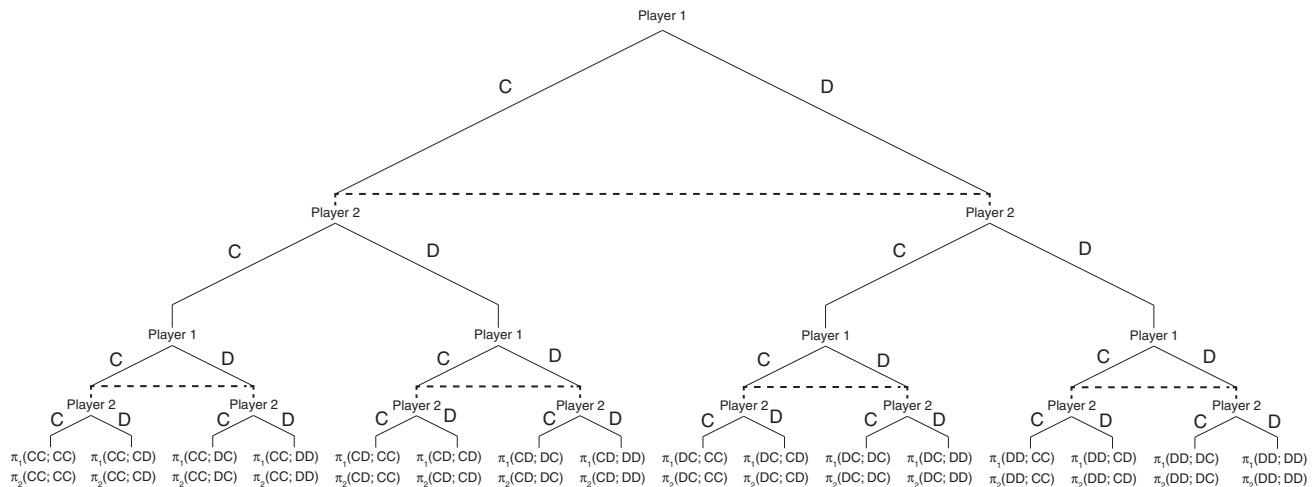 Player 1
C D
Player 2 Player 2
C D C D
Player 1 Player 1 Player 1 Player 1
C D C D C D C D
Player 2 Player 2 Player 2 Player 2 Player 2 Player 2 Player 2 Player 2
C D C D C D C D C D C D C D C D
π₁(CC; CC) π₁(CC; CD) π₁(CC; DC) π₁(CC; DD) π₁(CD; CC) π₁(CD; CD) π₁(CD; DC) π₁(CD; DD) π₁(DC; CC) π₁(DC; CD) π₁(DC; DC) π₁(DC; DD) π₁(DD; CC) π₁(DD; CD) π₁(DD; DC) π₁(DD; DD)
π₂(CC; CC) π₂(CC; CD) π₂(CC; DC) π₂(CC; DD) π₂(CD; CC) π₂(CD; CD) π₂(CD; DC) π₂(CD; DD) π₂(DC; CC) π₂(DC; CD) π₂(DC; DC) π₂(DC; DD) π₂(DD; CC) π₂(DD; CD) π₂(DD; DC) π₂(DD; DD)